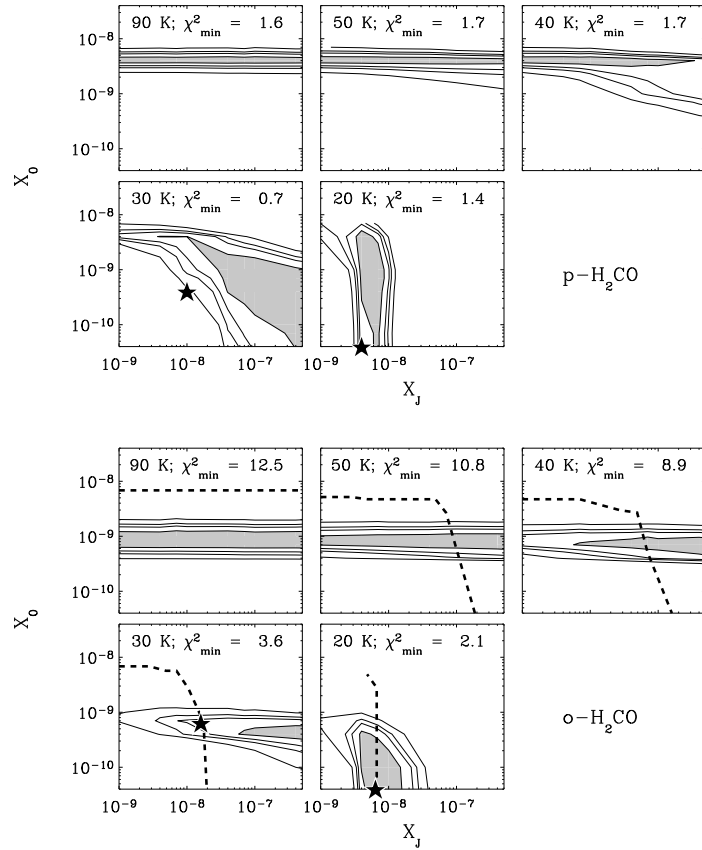 90 K; χ²min = 1.6
50 K; χ²min = 1.7
40 K; χ²min = 1.7
10⁻⁸
10⁻⁹
10⁻¹⁰
X₀
30 K; χ²min = 0.7
20 K; χ²min = 1.4
10⁻⁸
10⁻⁹
10⁻¹⁰
p−H₂CO
10⁻⁹ 10⁻⁸ 10⁻⁷ 10⁻⁹ 10⁻⁸ 10⁻⁷
X_J
90 K; χ²min = 12.5
50 K; χ²min = 10.8
40 K; χ²min = 8.9
10⁻⁸
10⁻⁹
10⁻¹⁰
X₀
30 K; χ²min = 3.6
20 K; χ²min = 2.1
10⁻⁸
10⁻⁹
10⁻¹⁰
o−H₂CO
10⁻⁹ 10⁻⁸ 10⁻⁷ 10⁻⁹ 10⁻⁸ 10⁻⁷
X_J